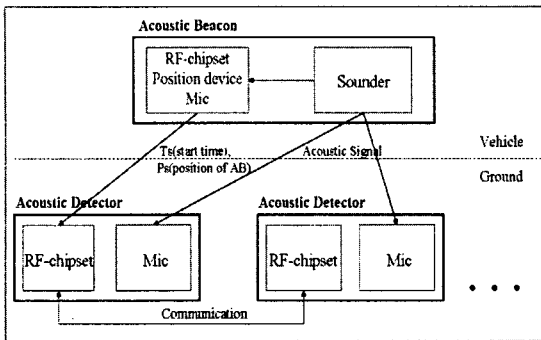 Acoustic Beacon
RF-chipset
Position device
Mic
Sounder
Ts(start time),
Ps(position of AB)
Acoustic Signal
Vehicle
Ground
Acoustic Detector
Acoustic Detector
RF-chipset
Mic
RF-chipset
Mic
Communication